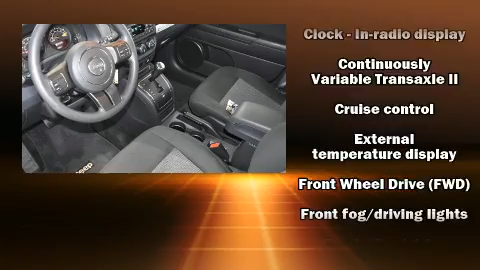 Clock - In-radio display
Continuously
Variable Transaxle II
Cruise control
External
temperature display
Front Wheel Drive (FWD)
Front fog/driving lights
Jeep